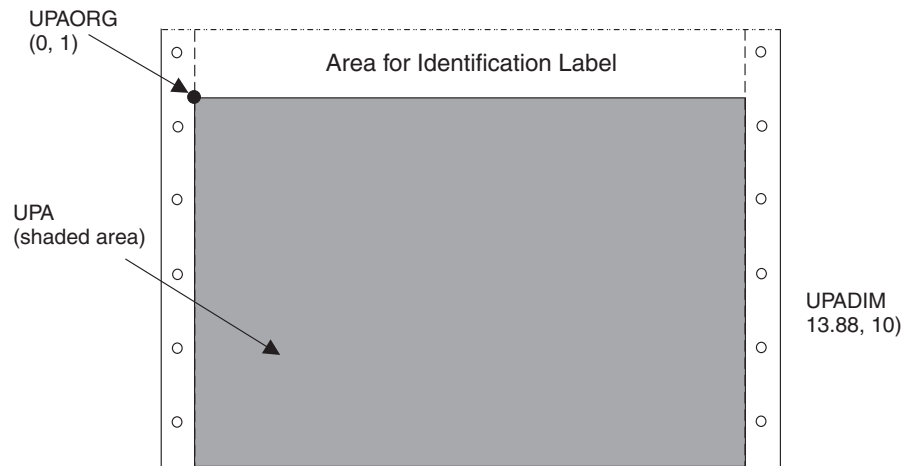 UPAORG
(0, 1)
Area for Identification Label
UPA
(shaded area)
UPADIM
13.88, 10)